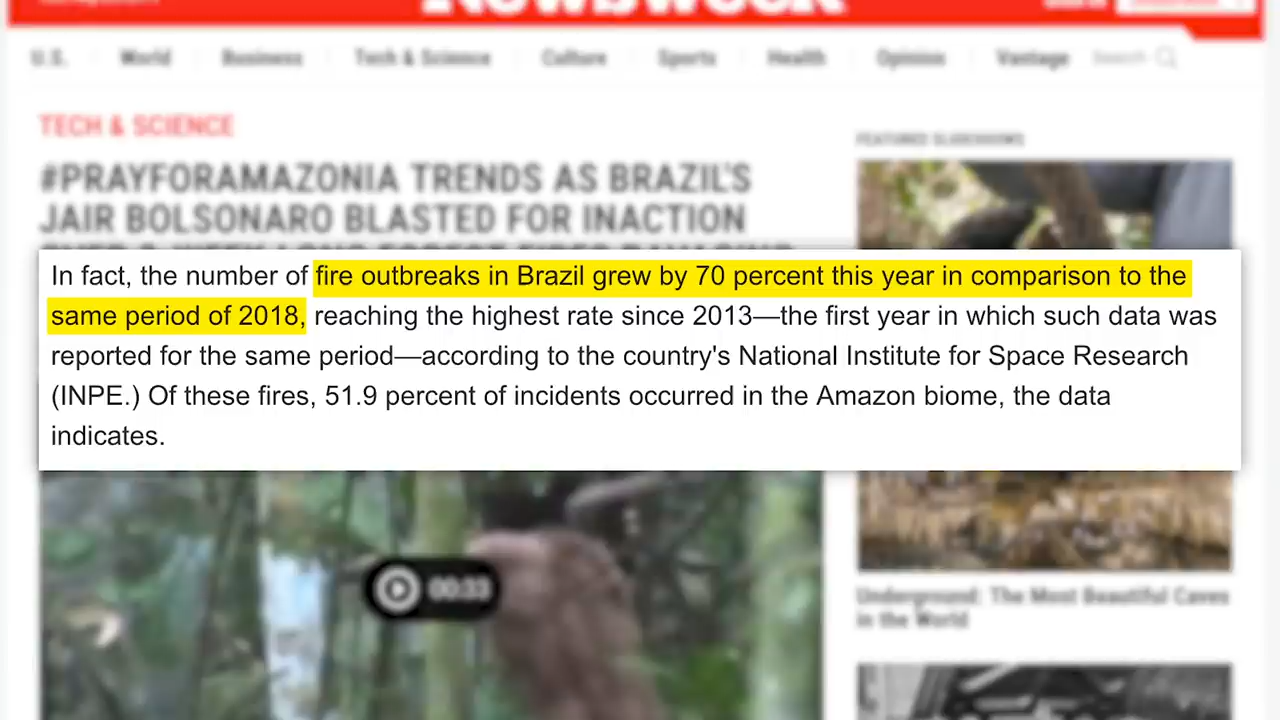 Newsweek
U.S.
World
Business
Tech & Science
Culture
Sports
Health
Opinion
Vantage
Search
TECH & SCIENCE
#PRAYFORAMAZONIA TRENDS AS BRAZIL'S
JAIR BOLSONARO BLASTED FOR INACTION
FEATURED SLIDESHOWS
In fact, the number of fire outbreaks in Brazil grew by 70 percent this year in comparison to the
same period of 2018, reaching the highest rate since 2013—the first year in which such data was
reported for the same period—according to the country's National Institute for Space Research
(INPE.) Of these fires, 51.9 percent of incidents occurred in the Amazon biome, the data
indicates.
00:33
Underground: The Most Beautiful Caves
in the World